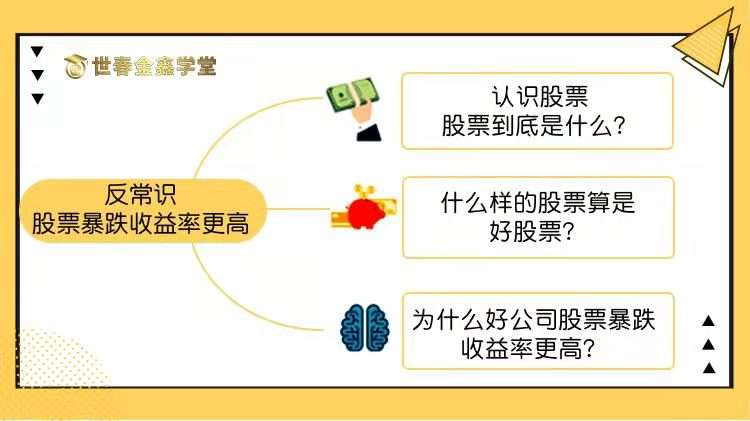 世春金鑫学堂
反常识
股票暴跌收益率更高
认识股票
股票到底是什么?
什么样的股票算是
好股票?
为什么好公司股票暴跌
收益率更高?